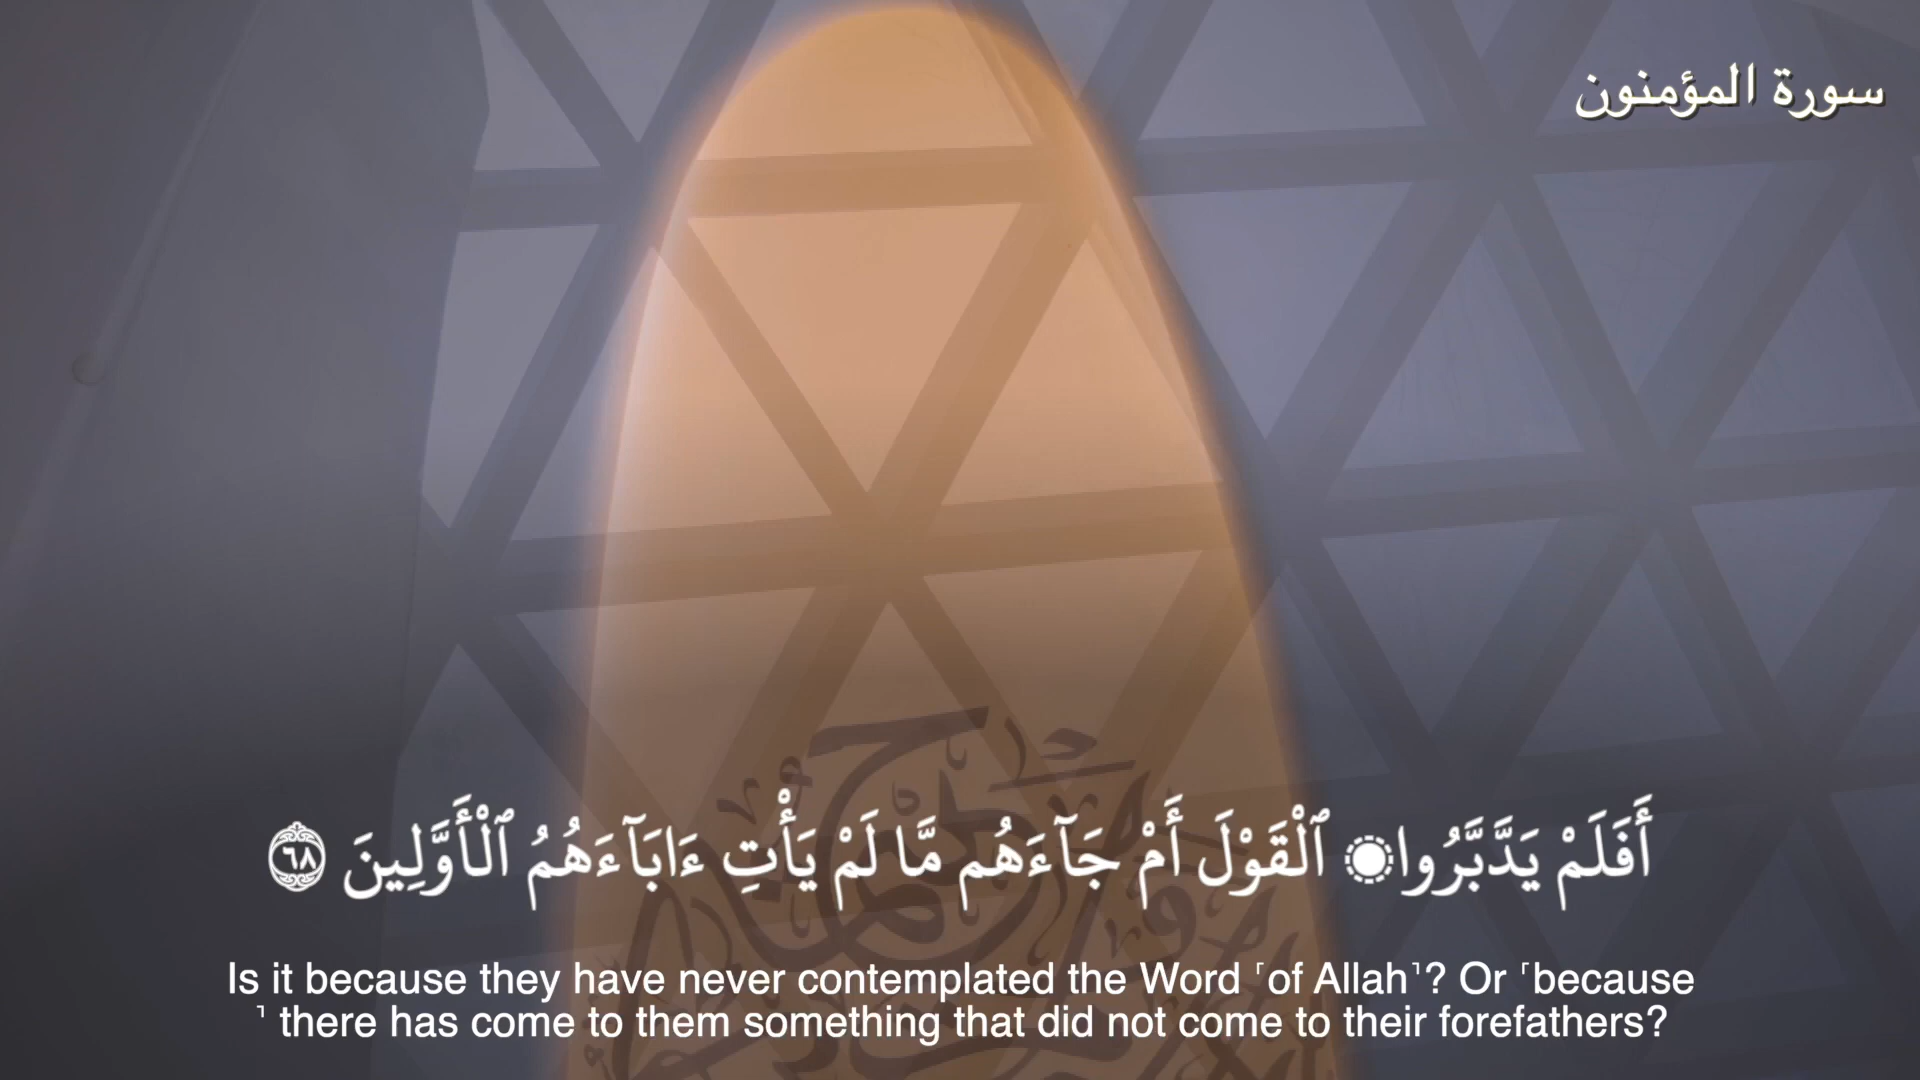 سورة المؤمنون
أَفَلَمْ يَدَّبَّرُوا۟ ٱلْقَوْلَ أَمْ جَآءَهُم مَّا لَمْ يَأْتِ ءَابَآءَهُمُ ٱلْأَوَّلِينَ ٦٨
Is it because they have never contemplated the Word ˹of Allah˺? Or ˹because
˺ there has come to them something that did not come to their forefathers?